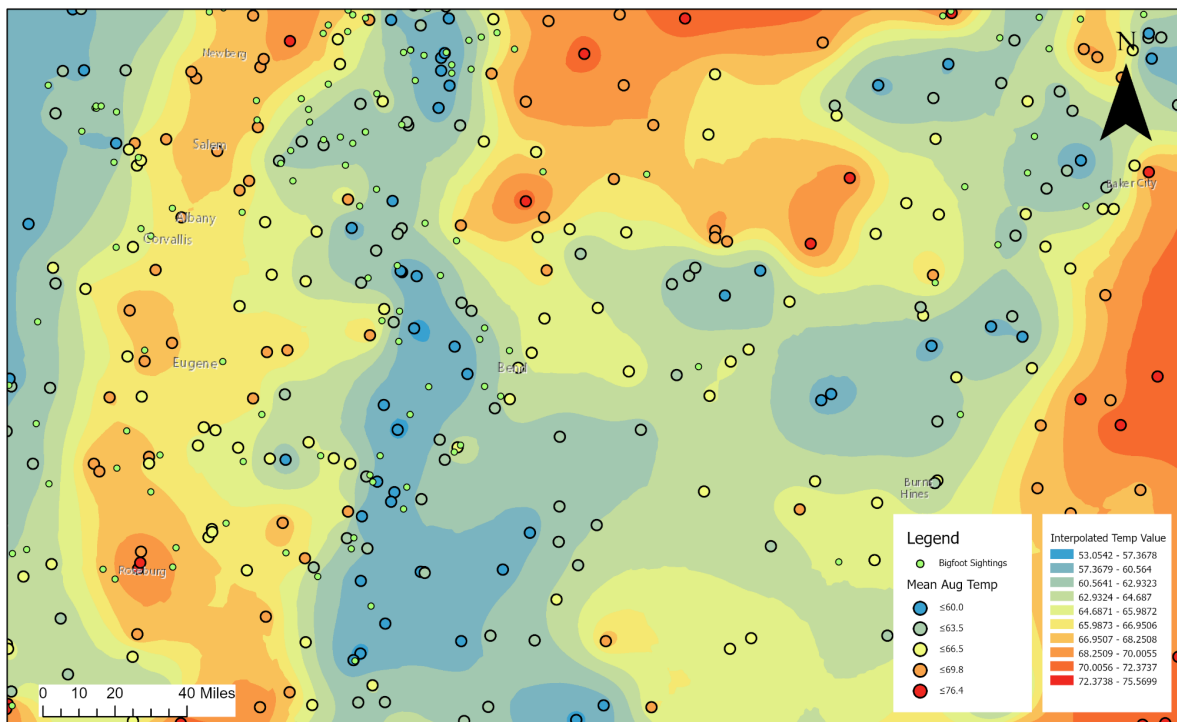 Newberg
N
Salem
Baker City
Albany
Corvallis
Eugene
Bend
Burns
Hines
Roseburg
Legend
Bigfoot Sightings
Mean Aug Temp
≤60.0
≤63.5
≤66.5
≤69.8
≤76.4
Interpolated Temp Value
53.0542 - 57.3678
57.3679 - 60.564
60.5641 - 62.9323
62.9324 - 64.687
64.6871 - 65.9872
65.9873 - 66.9506
66.9507 - 68.2508
68.2509 - 70.0055
70.0056 - 72.3737
72.3738 - 75.5699
0 10 20 40 Miles